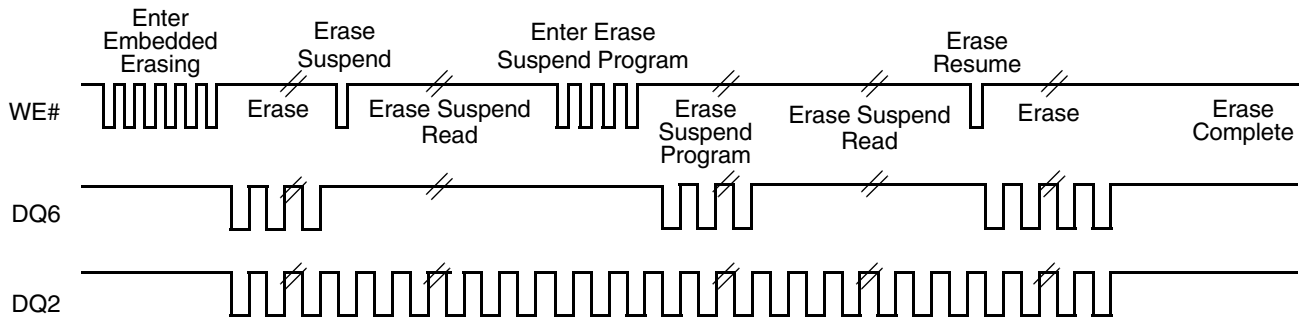 Enter
Embedded
Erasing
Erase
Suspend
Enter Erase
Suspend Program
Erase
Resume
WE#
Erase
Erase Suspend
Read
Erase
Suspend
Program
Erase Suspend
Read
Erase
Erase
Complete
DQ6
DQ2